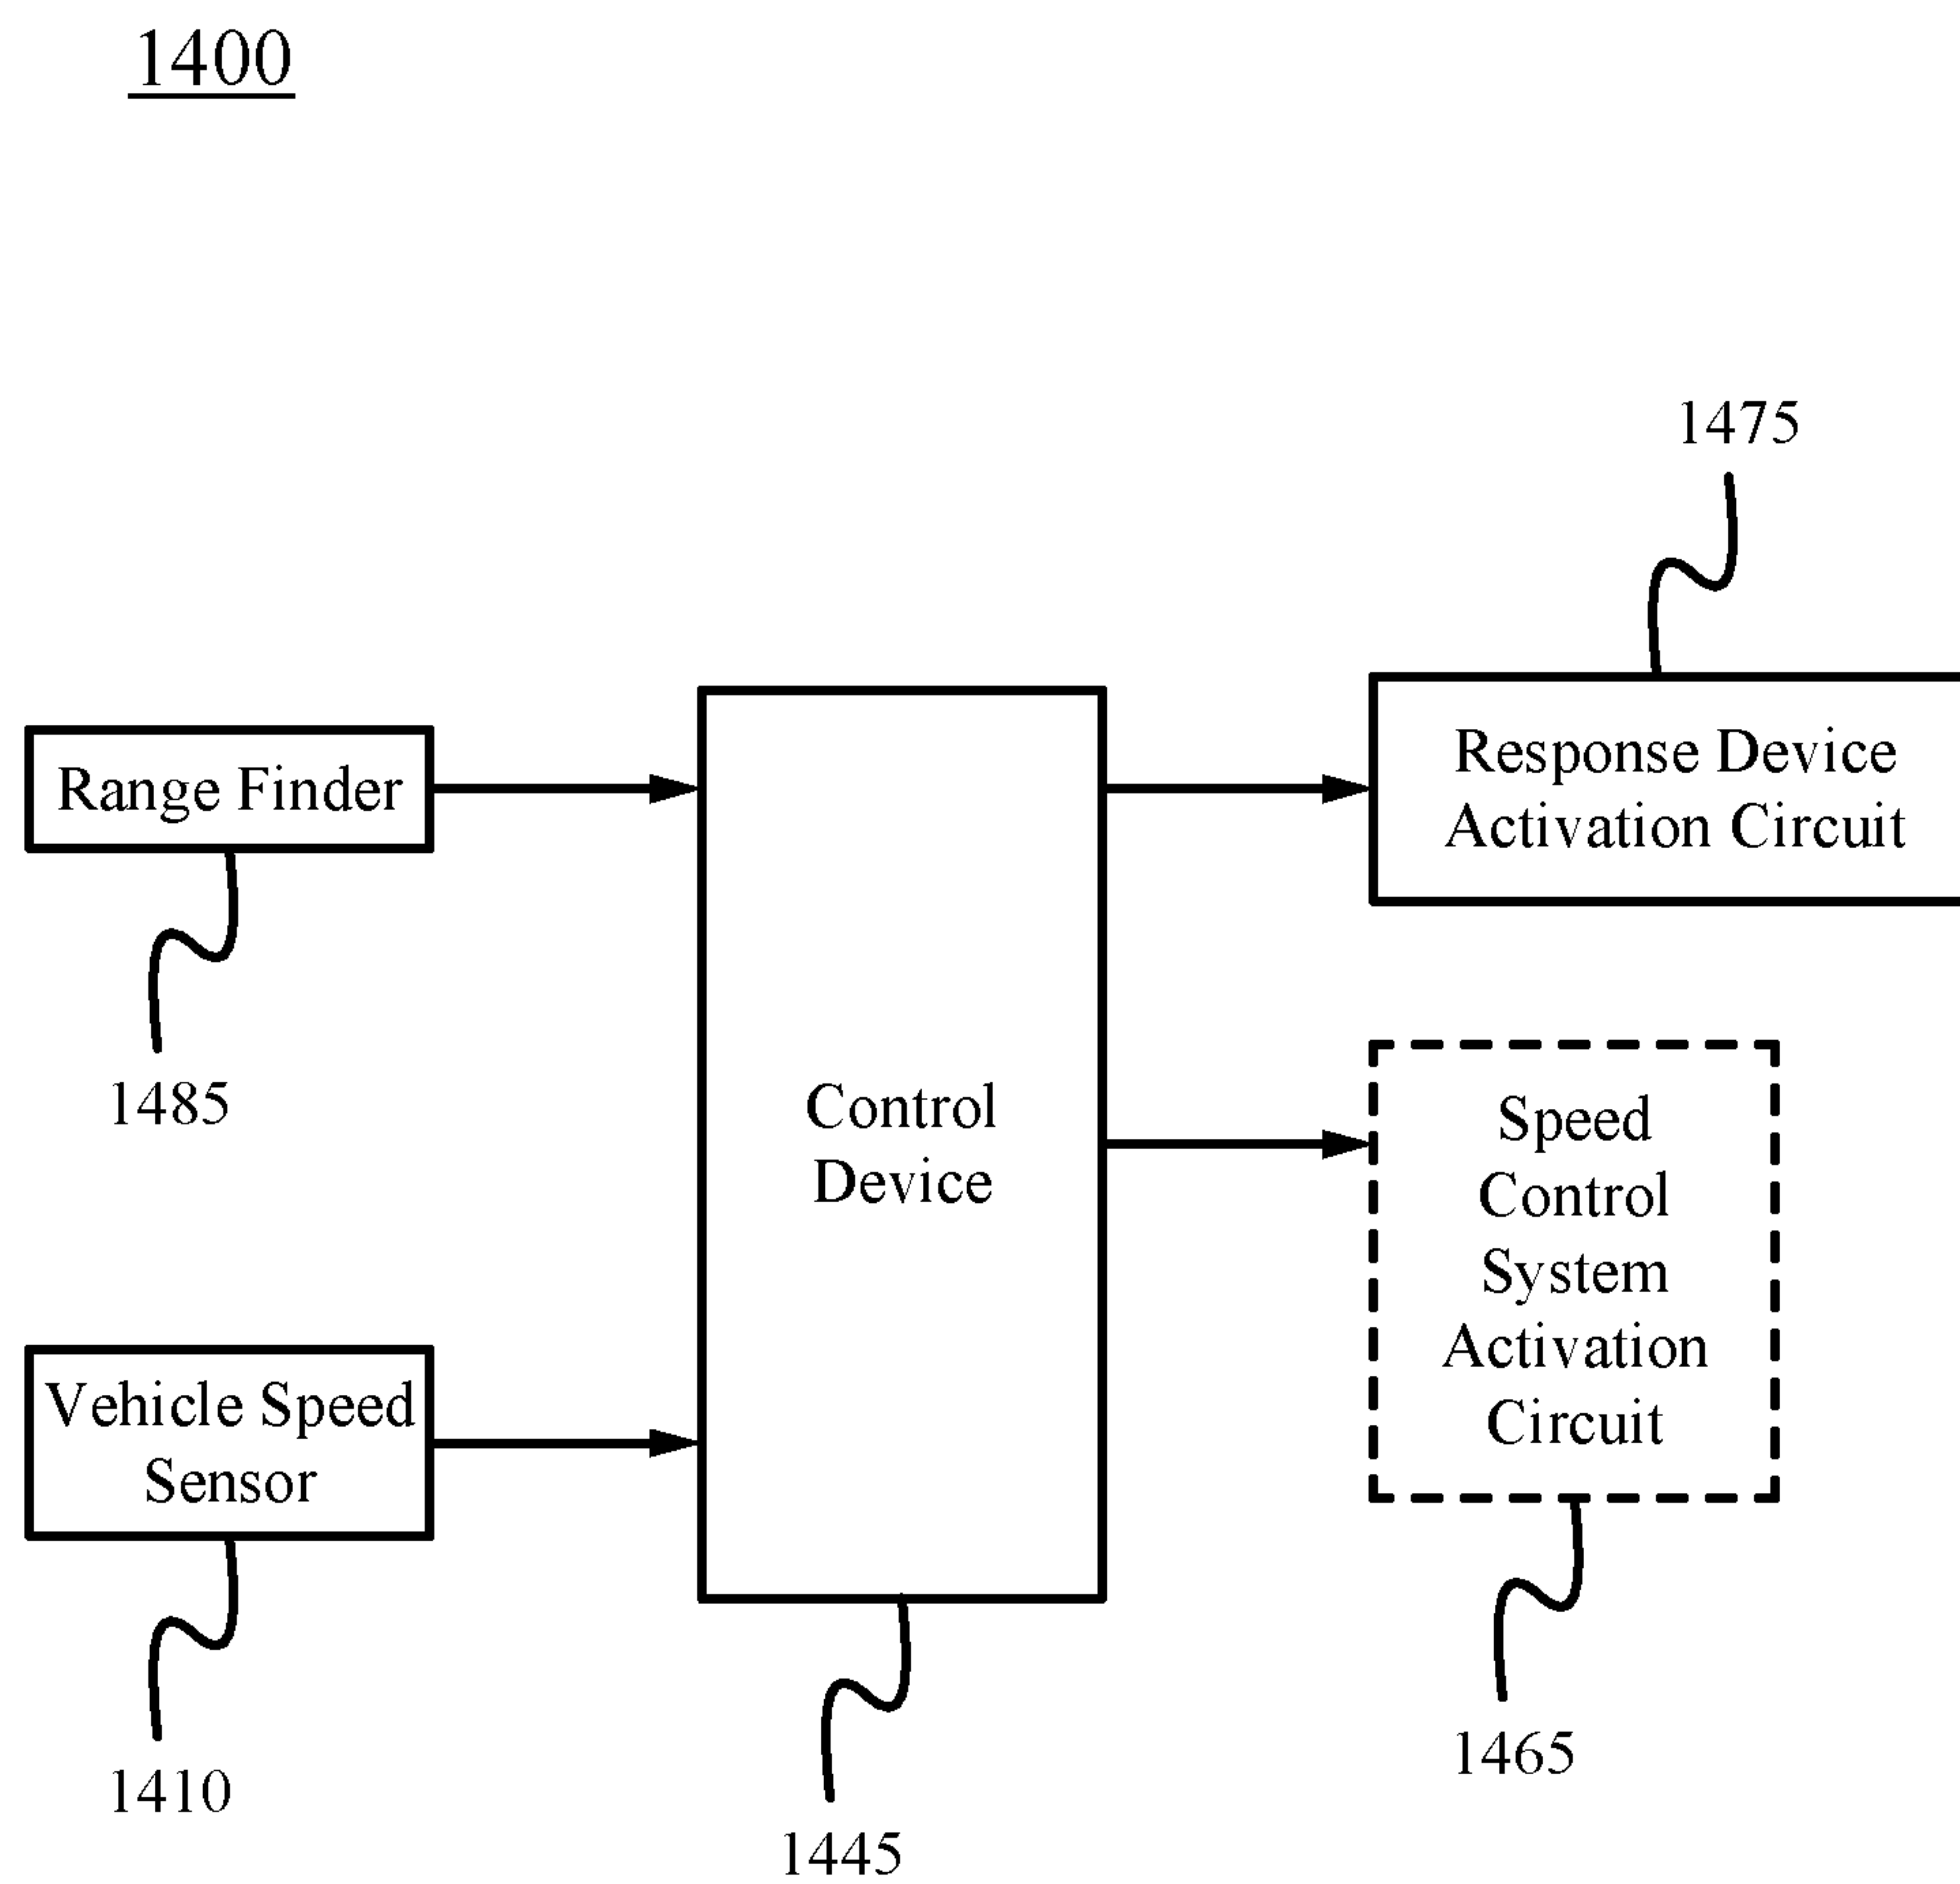 1400
1475
Range Finder
Response Device
Activation Circuit
1485
Control
Device
Speed
Control
System
Activation
Circuit
Vehicle Speed
Sensor
1410
1445
1465